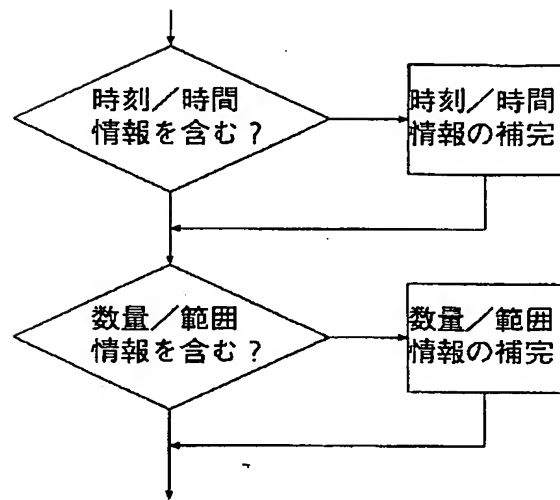 時刻／時間
情報を含む？
時刻／時間
情報の補完
数量／範囲
情報を含む？
数量／範囲
情報の補完